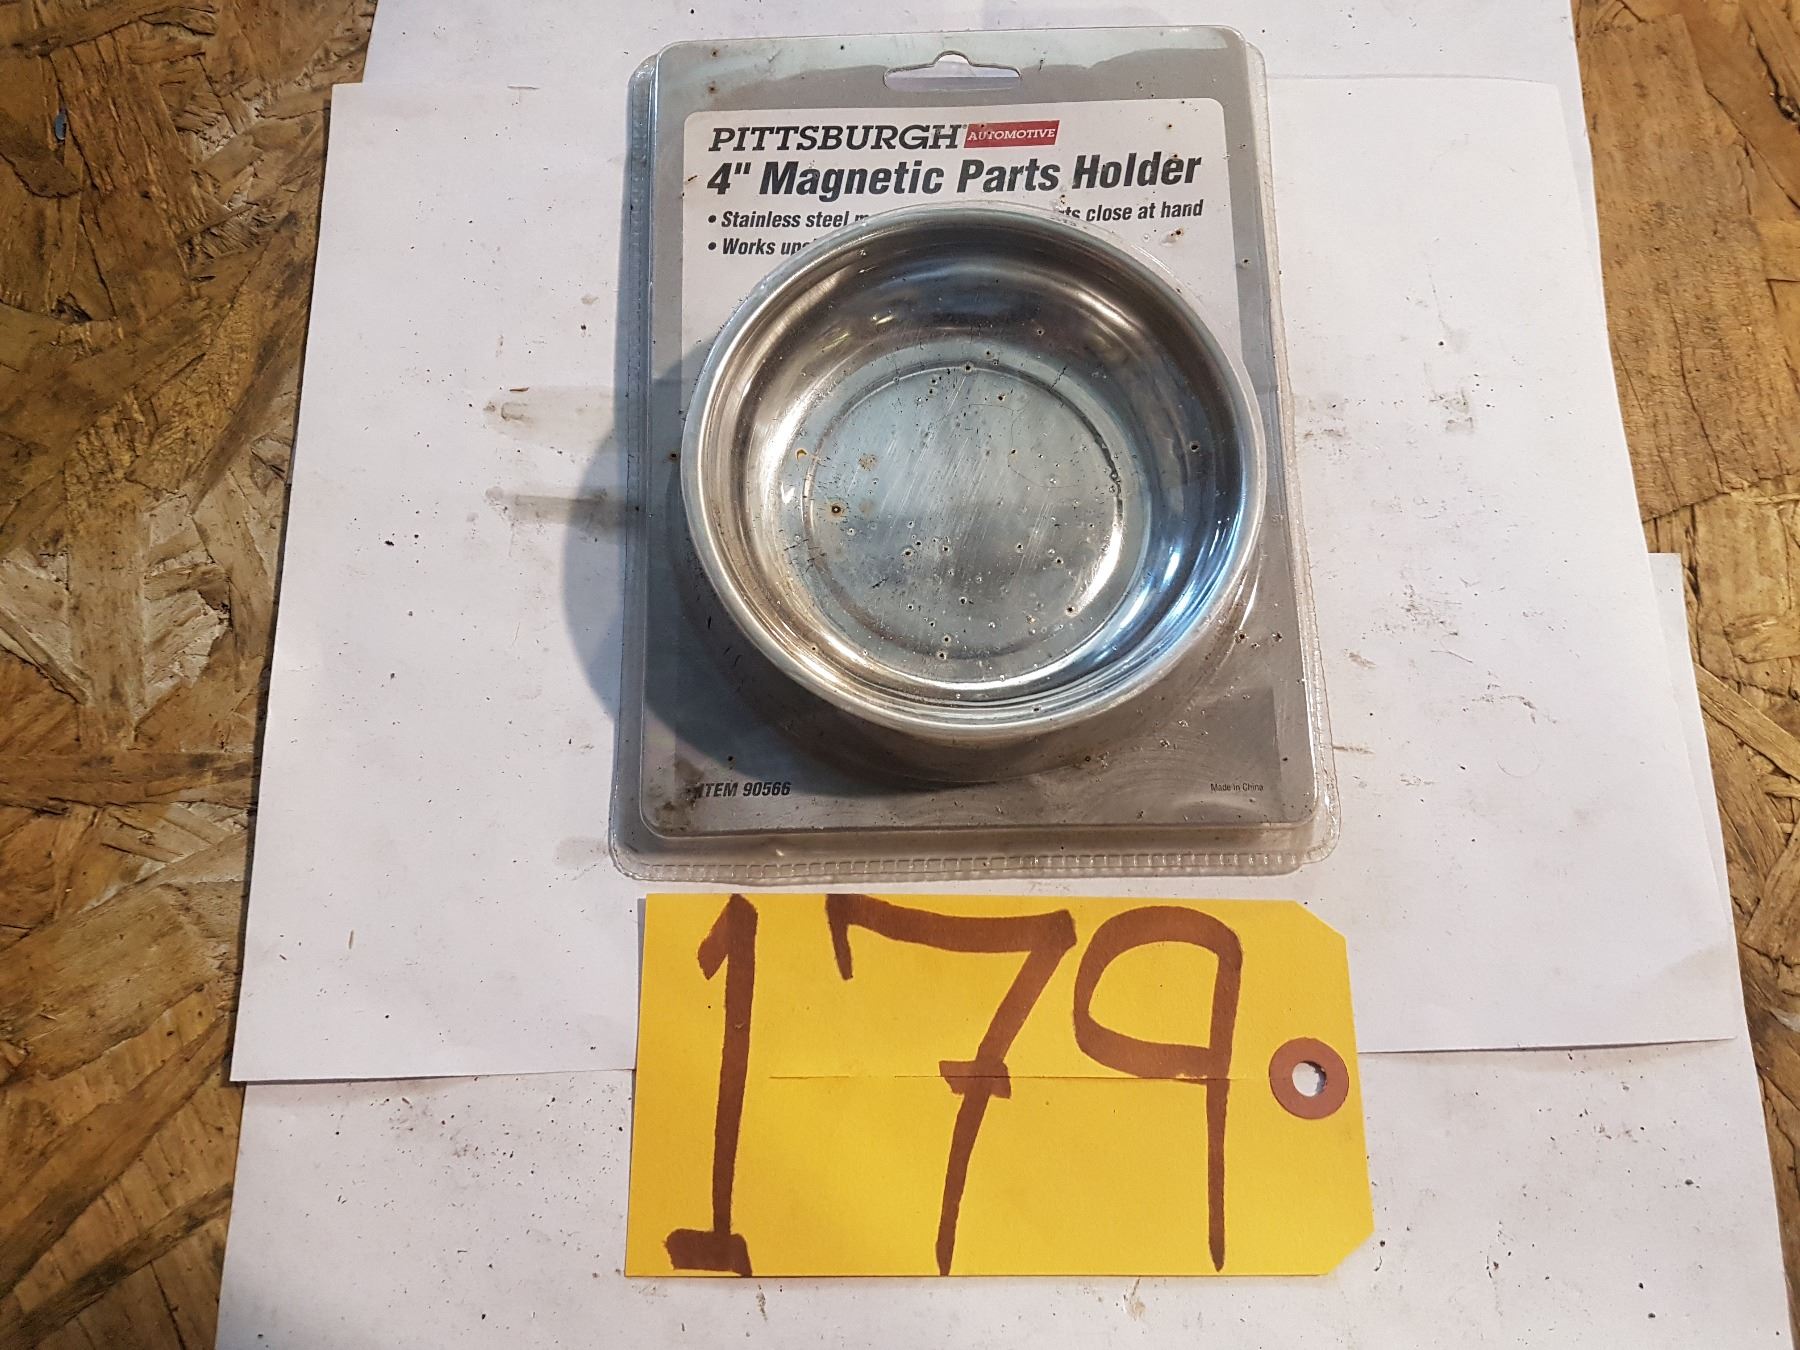 PITTSBURGH AUTOMOTIVE
4" Magnetic Parts Holder
• Stainless steel close at hand
• Works
ITEM 90566
Made in China
179